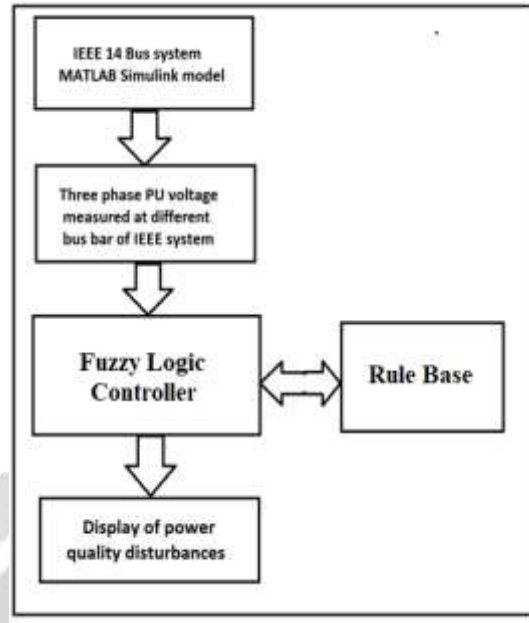 IEEE 14 Bus system
MATLAB Simulink model
Three phase PU voltage
measured at different
bus bar of IEEE system
Fuzzy Logic
Controller
Rule Base
Display of power
quality disturbances